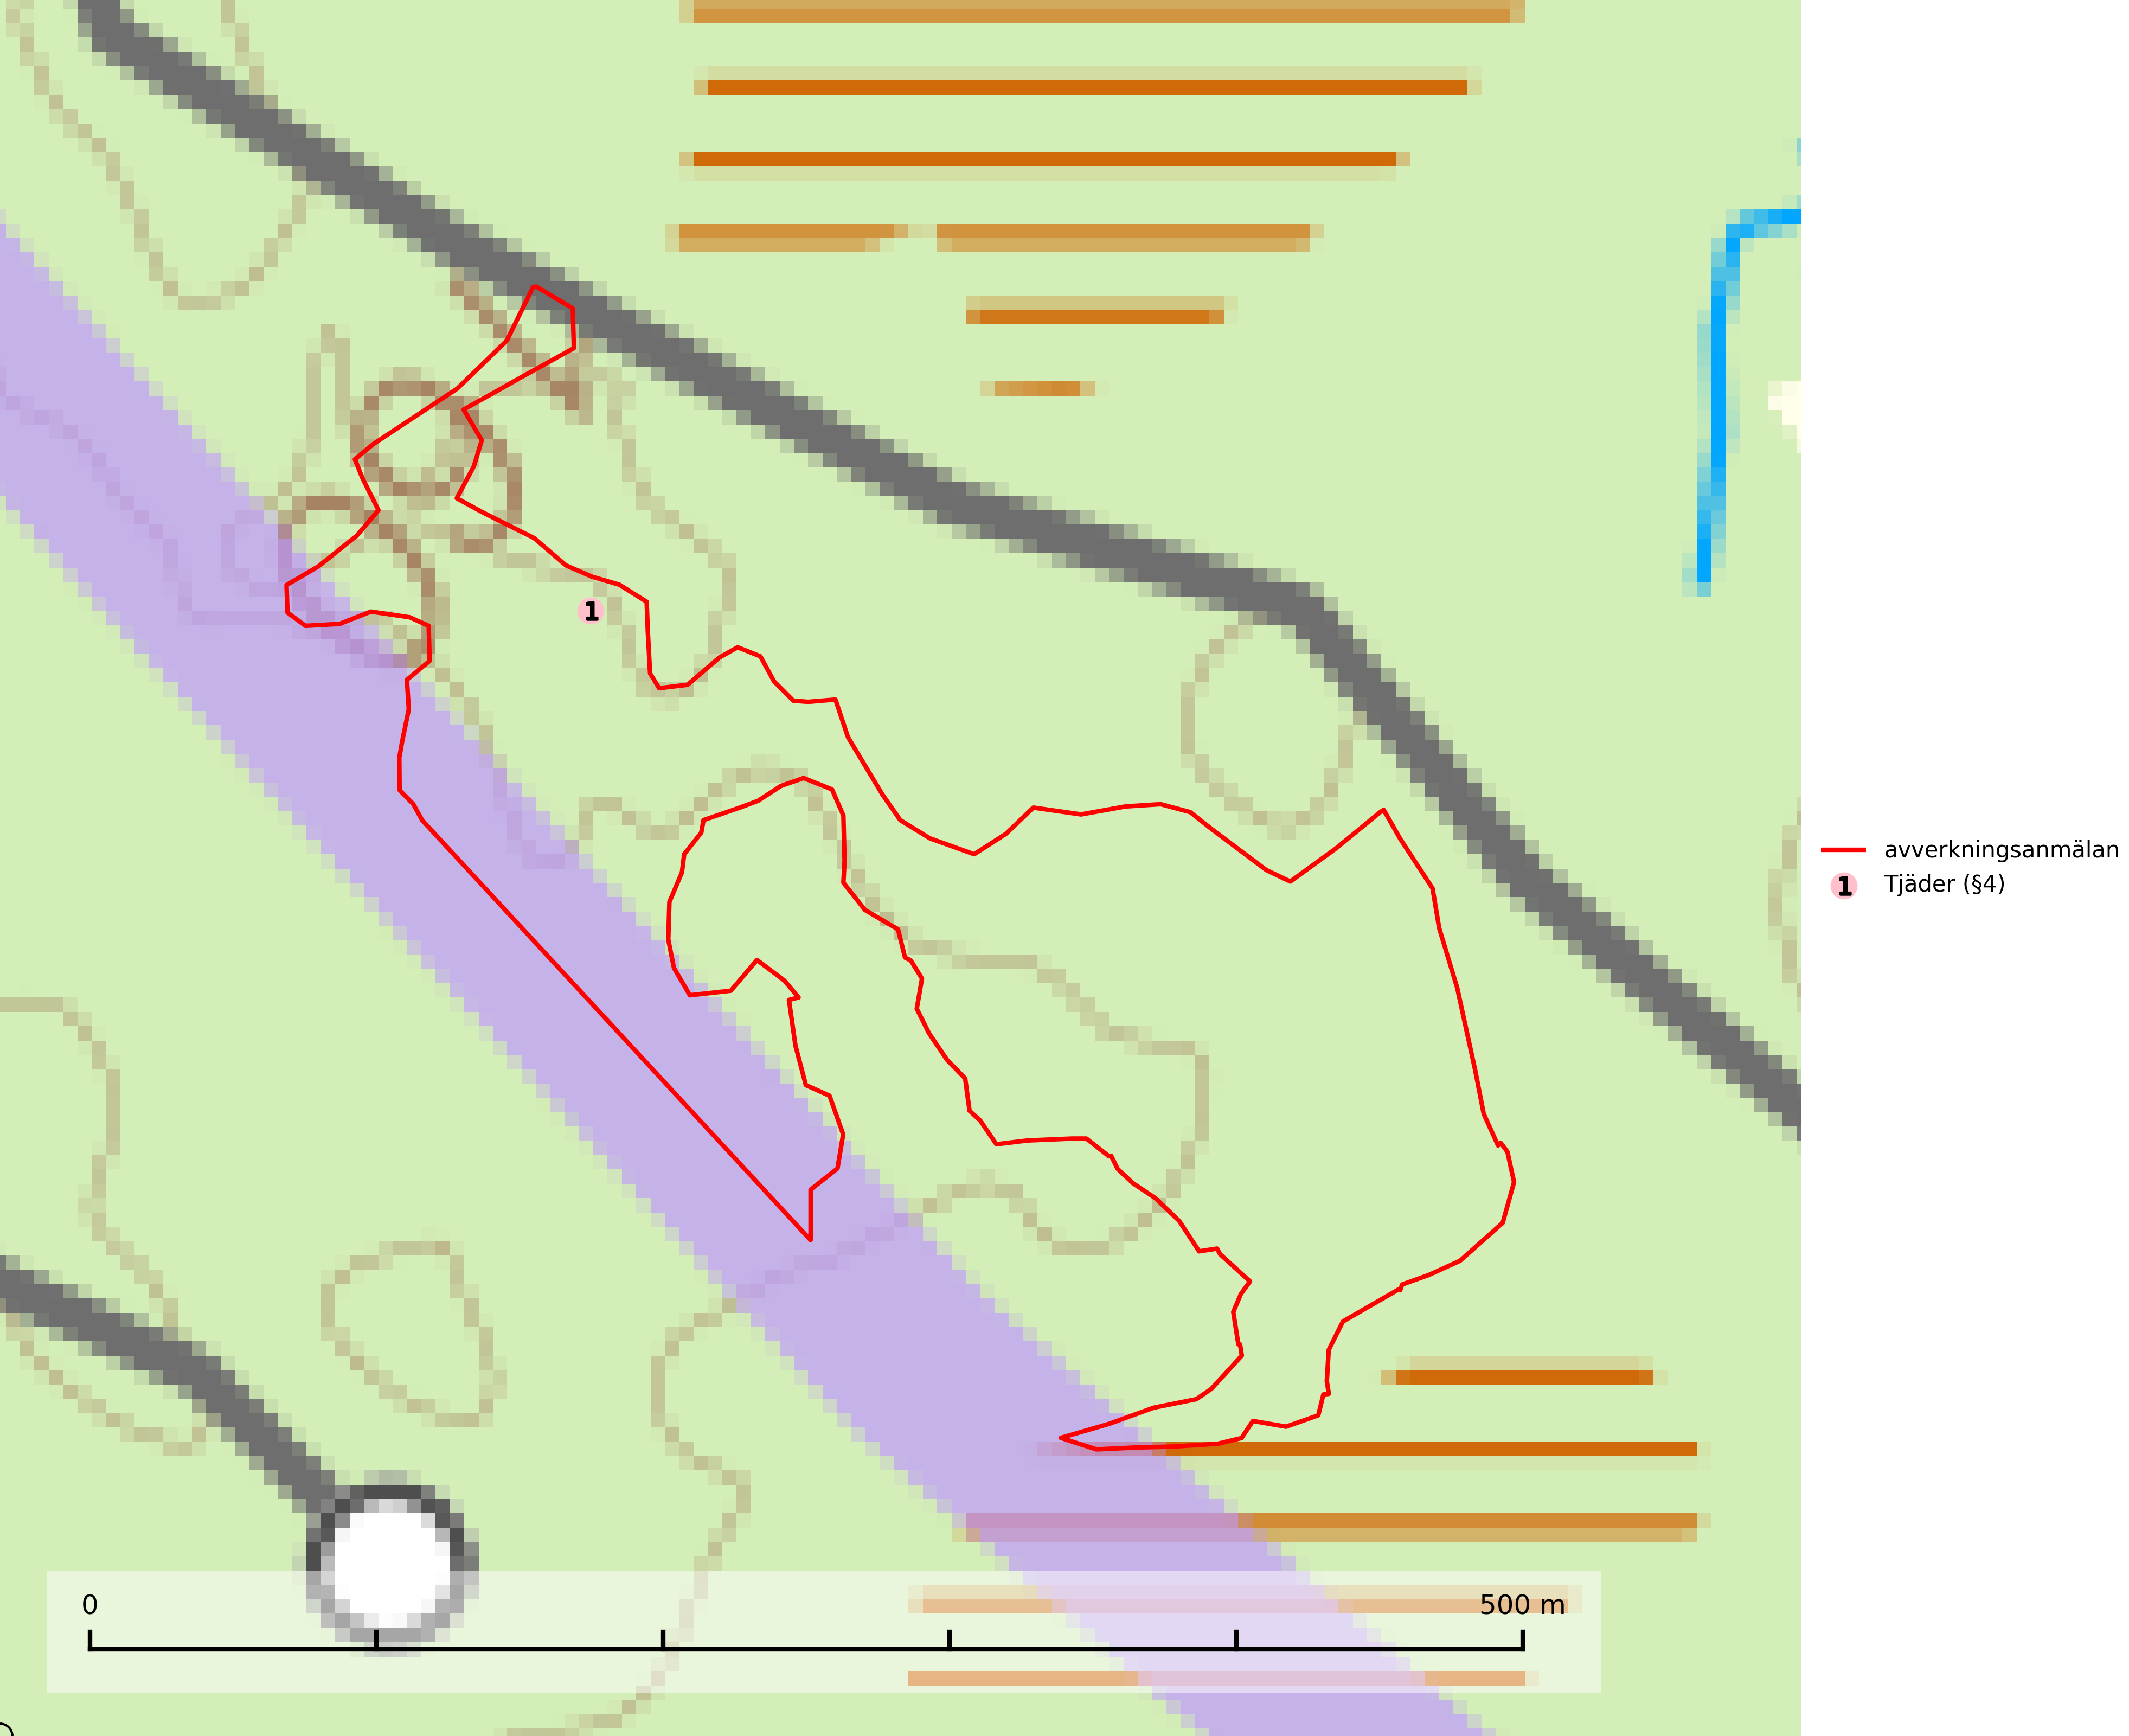 1
avverkningsanmälan
1 Tjäder (§4)
0 500 m